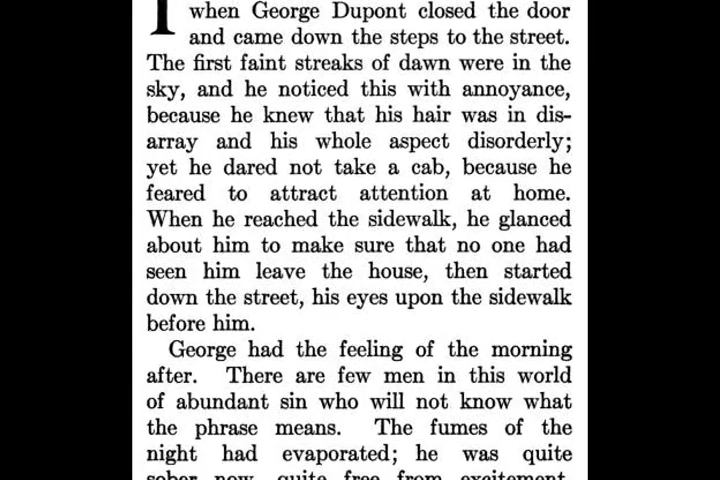 when George Dupont closed the door
and came down the steps to the street.
The first faint streaks of dawn were in the
sky, and he noticed this with annoyance,
because he knew that his hair was in dis-
array and his whole aspect disorderly;
yet he dared not take a cab, because he
feared to attract attention at home.
When he reached the sidewalk, he glanced
about him to make sure that no one had
seen him leave the house, then started
down the street, his eyes upon the sidewalk
before him.
George had the feeling of the morning
after. There are few men in this world
of abundant sin who will not know what
the phrase means. The fumes of the
night had evaporated; he was quite
sober now, quite free from excitement.